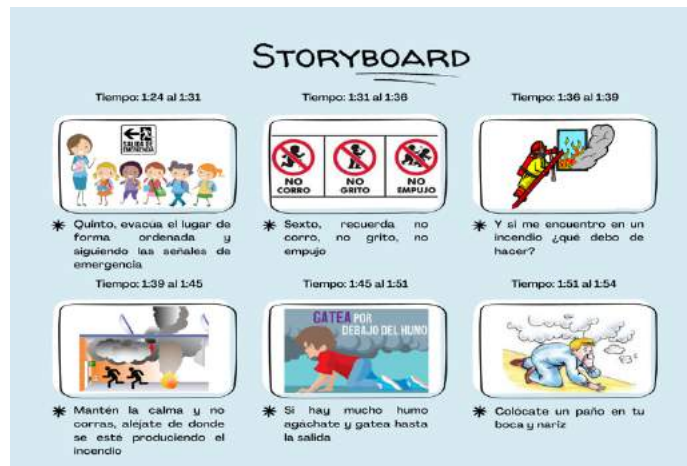 STORYBOARD
Tiempo: 1:24 al 1:31
SALIDA DE
EMERGENCIA
Quinto, evacúa el lugar de
forma ordenada y
siguiendo las señales de
emergencia
Tiempo: 1:31 al 1:36
NO
CORRO
NO
GRITO
NO
EMPUJO
Sexto, recuerda no
corro, no grito, no
empujo
Tiempo: 1:36 al 1:39
Y si me encuentro en un
incendio ¿qué debo de
hacer?
Tiempo: 1:39 al 1:45
Mantén la calma y no
corras, alejate de donde
se esté produciendo el
incendio
Tiempo: 1:45 al 1:51
GATEA POR
DEBAJO DEL HUMO
Si hay mucho humo
agáchate y gatea hasta
la salida
Tiempo: 1:51 al 1:54
Colócate un paño en tu
boca y nariz